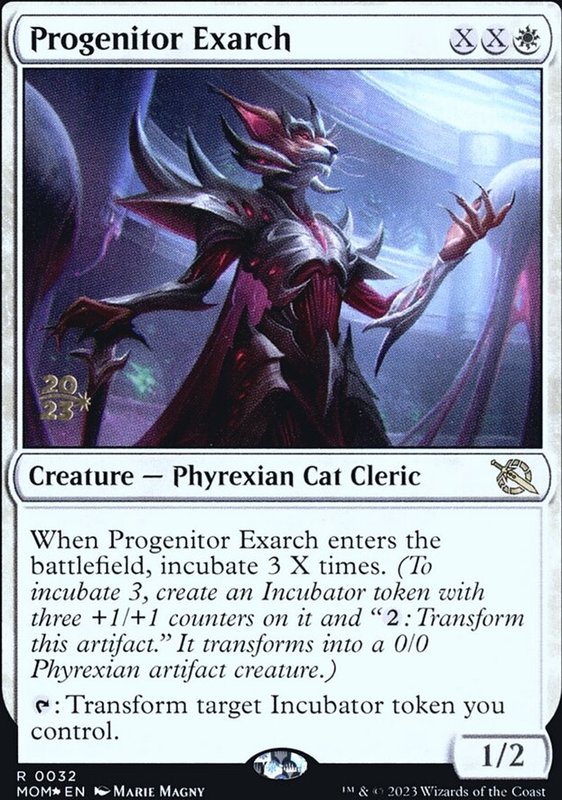 Progenitor Exarch XX
20
23
Creature — Phyrexian Cat Cleric
When Progenitor Exarch enters the
battlefield, incubate 3 X times. (To
incubate 3, create an Incubator token with
three +1/+1 counters on it and “2: Transform
this artifact.” It transforms into a 0/0
Phyrexian artifact creature.)
: Transform target Incubator token you
control.
1/2
R 0032
MOM★EN Marie Magny ™ & © 2023 Wizards of the Coast